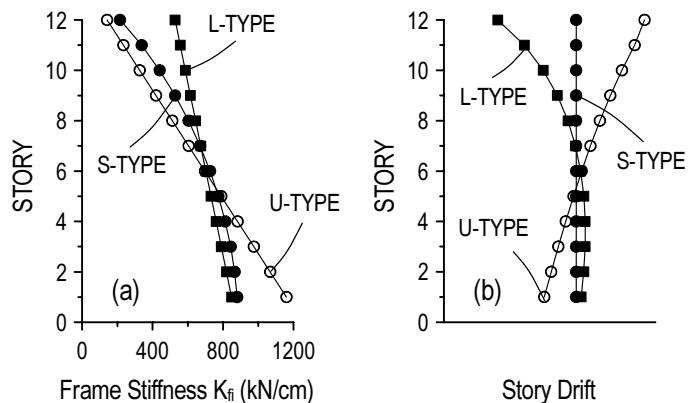 12
10
8
6
4
2
0
STORY
L-TYPE
S-TYPE
U-TYPE
(a)
0 400 800 1200
Frame Stiffness Kfi (kN/cm)
12
10
8
6
4
2
0
STORY
L-TYPE
S-TYPE
U-TYPE
(b)
Story Drift